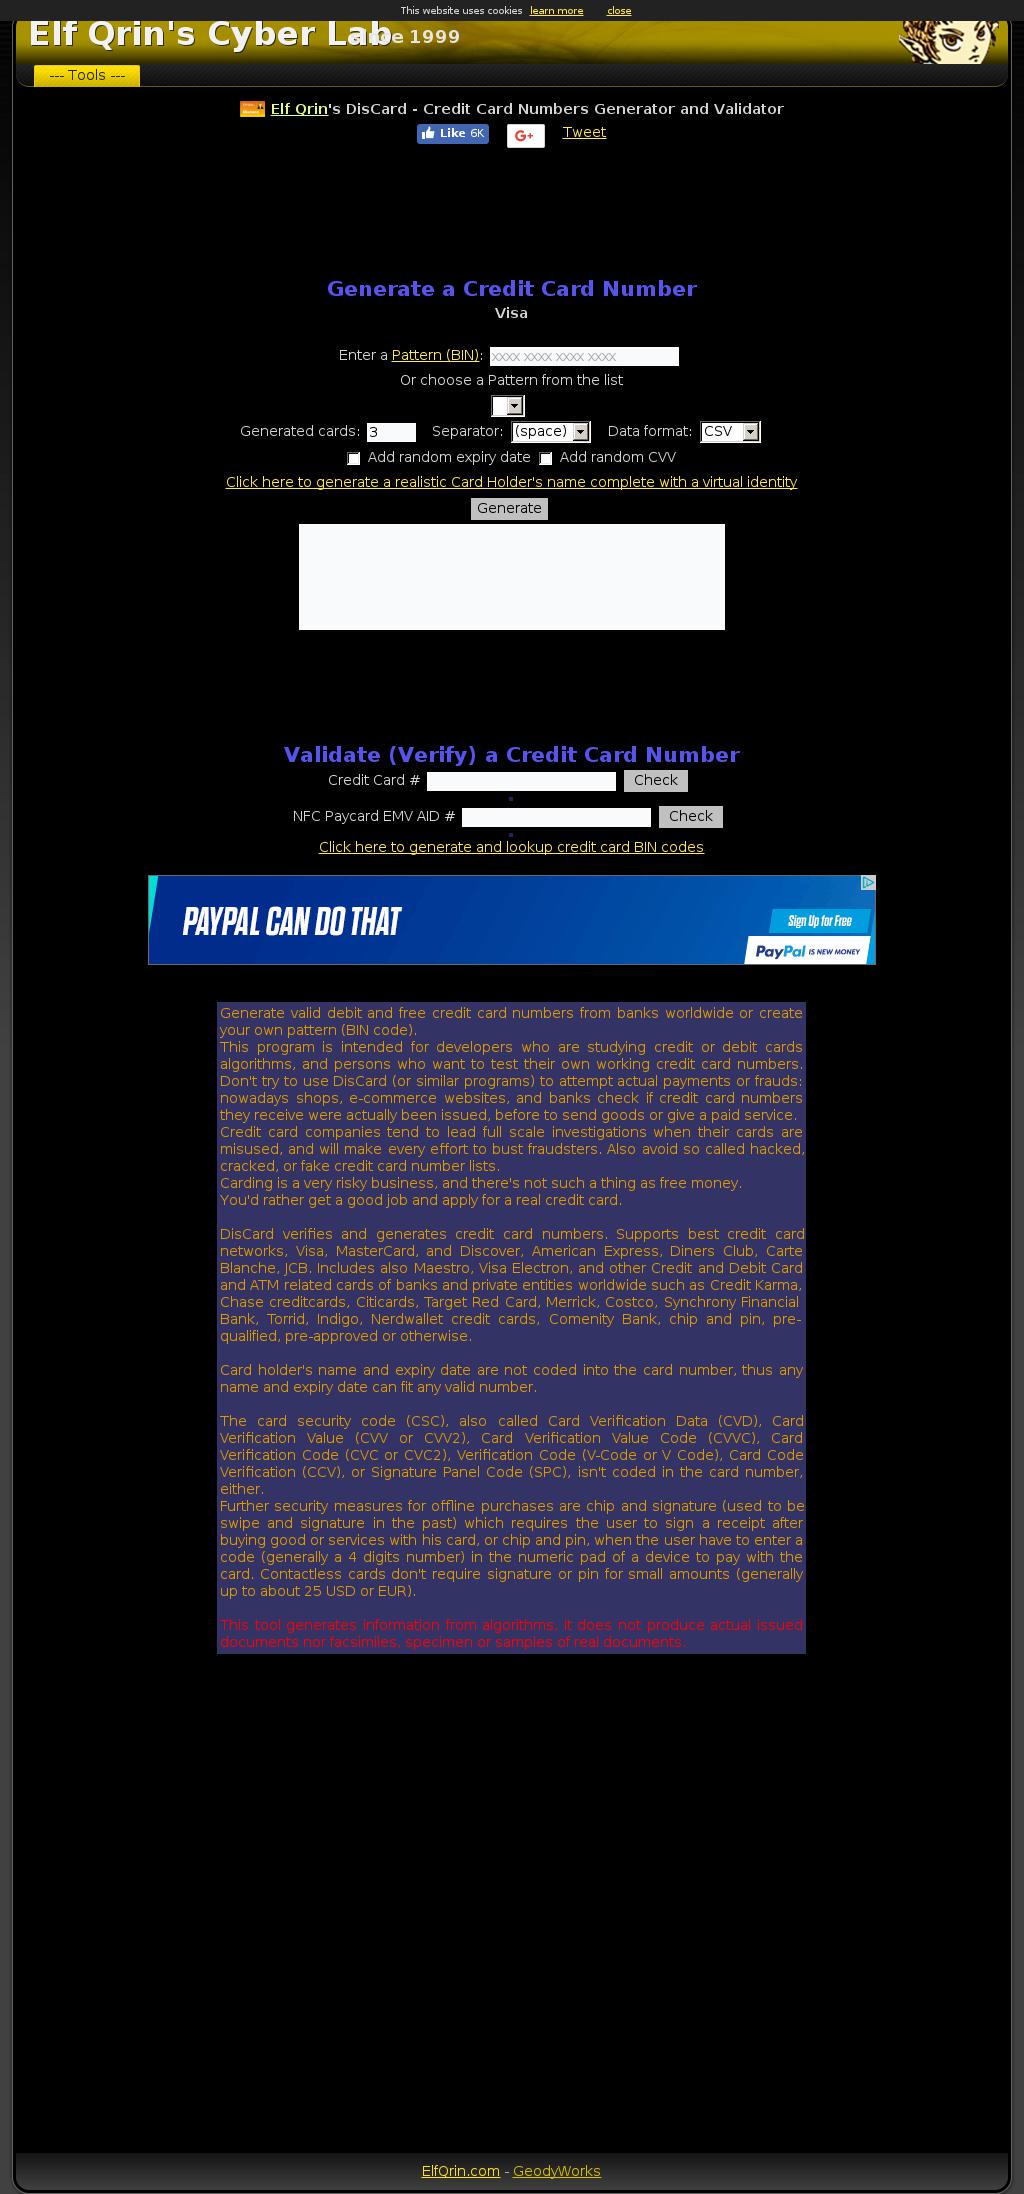 This website uses cookies learn more close
Elf Qrin's Cyber Lab since 1999
--- Tools ---
Elf Qrin's DisCard - Credit Card Numbers Generator and Validator
Like 6K G+ Tweet
Generate a Credit Card Number
Visa
Enter a Pattern (BIN): xxxx xxxx xxxx xxxx
Or choose a Pattern from the list
Generated cards: 3 Separator: (space) Data format: CSV
Add random expiry date Add random CVV
Click here to generate a realistic Card Holder's name complete with a virtual identity
Generate
Validate (Verify) a Credit Card Number
Credit Card # Check
NFC Paycard EMV AID # Check
Click here to generate and lookup credit card BIN codes
PAYPAL CAN DO THAT
Sign Up for Free
PayPal IS NEW MONEY
Generate valid debit and free credit card numbers from banks worldwide or create
your own pattern (BIN code).
This program is intended for developers who are studying credit or debit cards
algorithms, and persons who want to test their own working credit card numbers.
Don't try to use DisCard (or similar programs) to attempt actual payments or frauds:
nowadays shops, e-commerce websites, and banks check if credit card numbers
they receive were actually been issued, before to send goods or give a paid service.
Credit card companies tend to lead full scale investigations when their cards are
misused, and will make every effort to bust fraudsters. Also avoid so called hacked,
cracked, or fake credit card number lists.
Carding is a very risky business, and there's not such a thing as free money.
You'd rather get a good job and apply for a real credit card.
DisCard verifies and generates credit card numbers. Supports best credit card
networks, Visa, MasterCard, and Discover, American Express, Diners Club, Carte
Blanche, JCB. Includes also Maestro, Visa Electron, and other Credit and Debit Card
and ATM related cards of banks and private entities worldwide such as Credit Karma,
Chase creditcards, Citicards, Target Red Card, Merrick, Costco, Synchrony Financial
Bank, Torrid, Indigo, Nerdwallet credit cards, Comenity Bank, chip and pin, pre-
qualified, pre-approved or otherwise.
Card holder's name and expiry date are not coded into the card number, thus any
name and expiry date can fit any valid number.
The card security code (CSC), also called Card Verification Data (CVD), Card
Verification Value (CVV or CVV2), Card Verification Value Code (CVVC), Card
Verification Code (CVC or CVC2), Verification Code (V-Code or V Code), Card Code
Verification (CCV), or Signature Panel Code (SPC), isn't coded in the card number,
either.
Further security measures for offline purchases are chip and signature (used to be
swipe and signature in the past) which requires the user to sign a receipt after
buying good or services with his card, or chip and pin, when the user have to enter a
code (generally a 4 digits number) in the numeric pad of a device to pay with the
card. Contactless cards don't require signature or pin for small amounts (generally
up to about 25 USD or EUR).
This tool generates information from algorithms, it does not produce actual issued
documents nor facsimiles, specimen or samples of real documents.
ElfQrin.com - GeodyWorks